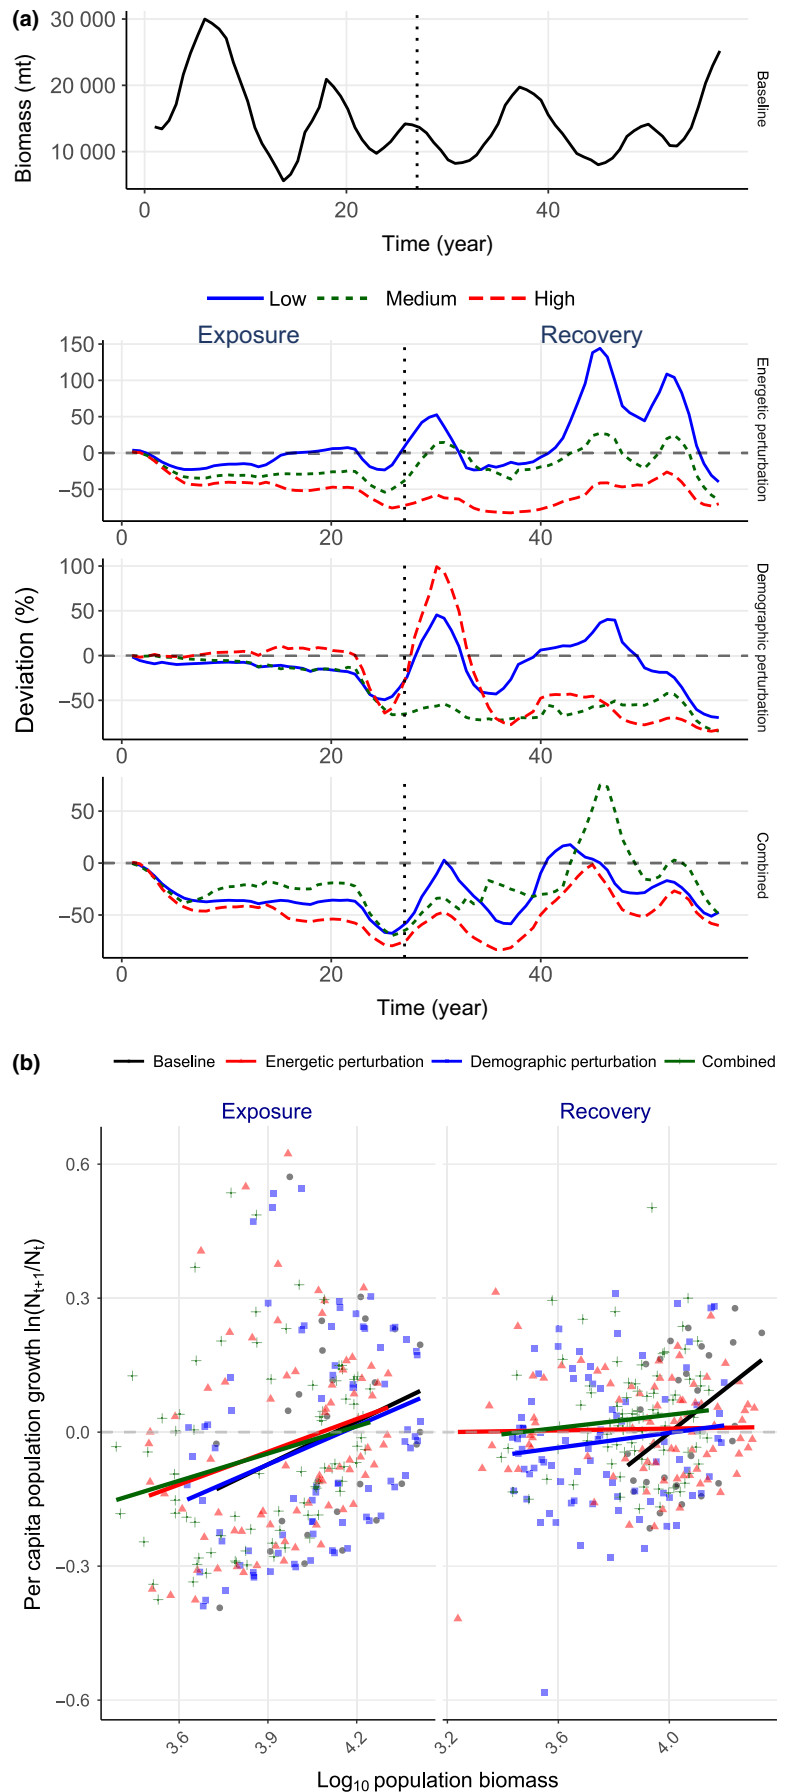 (a)
30 000
20 000
10 000
Biomass (mt)
Baseline
0 20 40
Time (year)
Low Medium High
Exposure Recovery
150
100
50
0
−50
Energetic perturbation
0 20 40
Deviation (%)
100
50
0
−50
Demographic perturbation
0 20 40
50
0
−50
Combined
0 20 40
Time (year)
(b)
Baseline Energetic perturbation Demographic perturbation Combined
Exposure Recovery
Per capita population growth ln(Nt+1/Nt)
0.6
0.3
0.0
−0.3
−0.6
3.6 3.9 4.2 3.2 3.6 4.0
Log10 population biomass